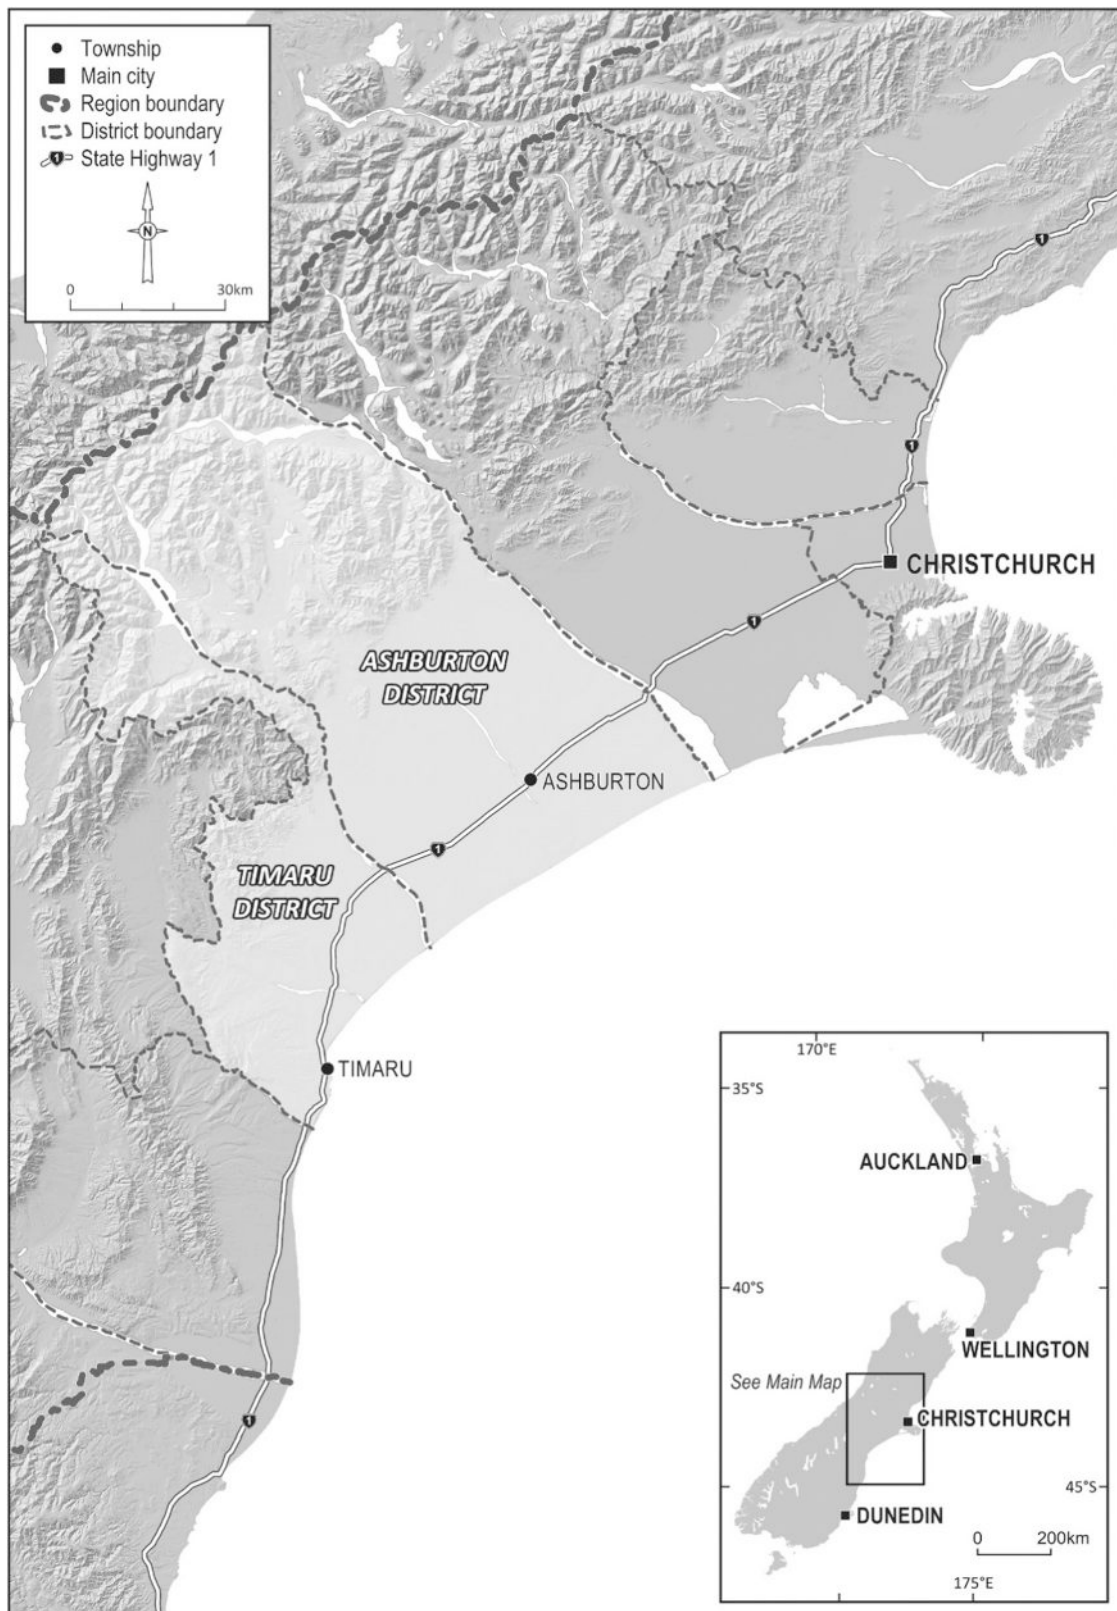 Township
Main city
Region boundary
District boundary
1 State Highway 1
N
0 30km
1
1
CHRISTCHURCH
1
ASHBURTON
DISTRICT
ASHBURTON
1
TIMARU
DISTRICT
TIMARU
1
170°E
35°S
AUCKLAND
40°S
WELLINGTON
See Main Map
CHRISTCHURCH
45°S
DUNEDIN
0 200km
175°E